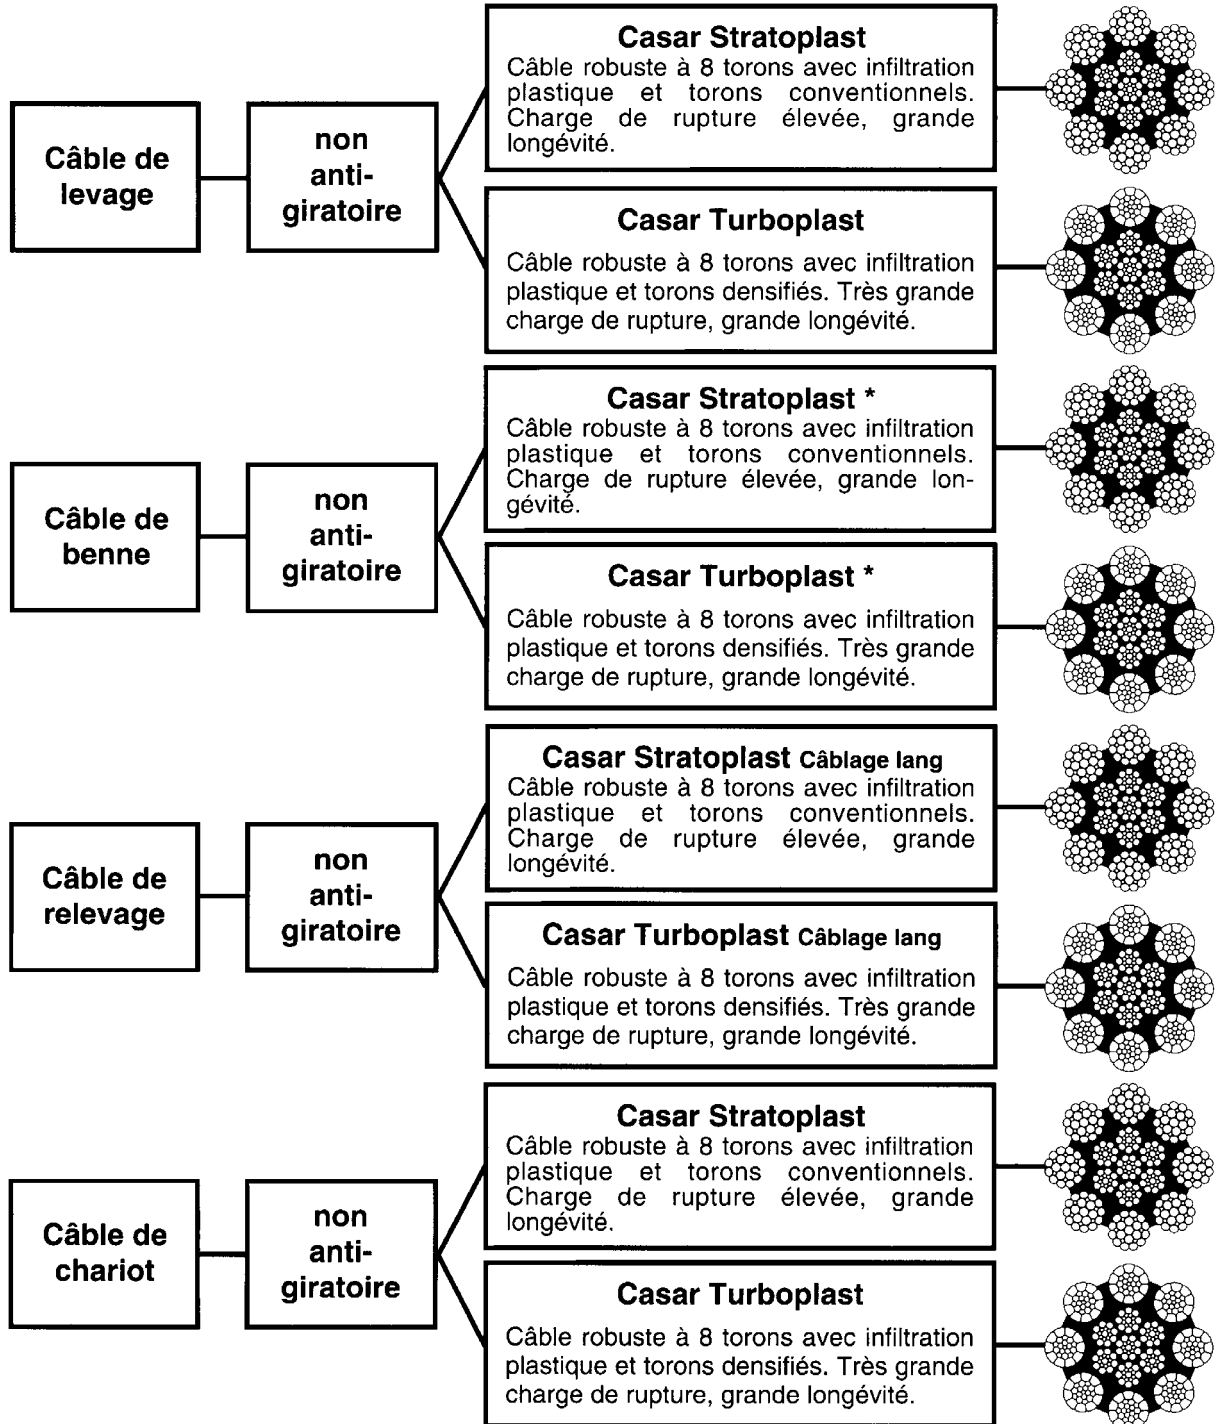 Câble de
levage
non
anti-
giratoire
Casar Stratoplast
Câble robuste à 8 torons avec infiltration
plastique et torons conventionnels.
Charge de rupture élevée, grande
longévité.
Casar Turboplast
Câble robuste à 8 torons avec infiltration
plastique et torons densifiés. Très grande
charge de rupture, grande longévité.
Câble de
benne
non
anti-
giratoire
Casar Stratoplast *
Câble robuste à 8 torons avec infiltration
plastique et torons conventionnels.
Charge de rupture élevée, grande lon-
gévité.
Casar Turboplast *
Câble robuste à 8 torons avec infiltration
plastique et torons densifiés. Très grande
charge de rupture, grande longévité.
Câble de
relevage
non
anti-
giratoire
Casar Stratoplast Câblage lang
Câble robuste à 8 torons avec infiltration
plastique et torons conventionnels.
Charge de rupture élevée, grande
longévité.
Casar Turboplast Câblage lang
Câble robuste à 8 torons avec infiltration
plastique et torons densifiés. Très grande
charge de rupture, grande longévité.
Câble de
chariot
non
anti-
giratoire
Casar Stratoplast
Câble robuste à 8 torons avec infiltration
plastique et torons conventionnels.
Charge de rupture élevée, grande
longévité.
Casar Turboplast
Câble robuste à 8 torons avec infiltration
plastique et torons densifiés. Très grande
charge de rupture, grande longévité.